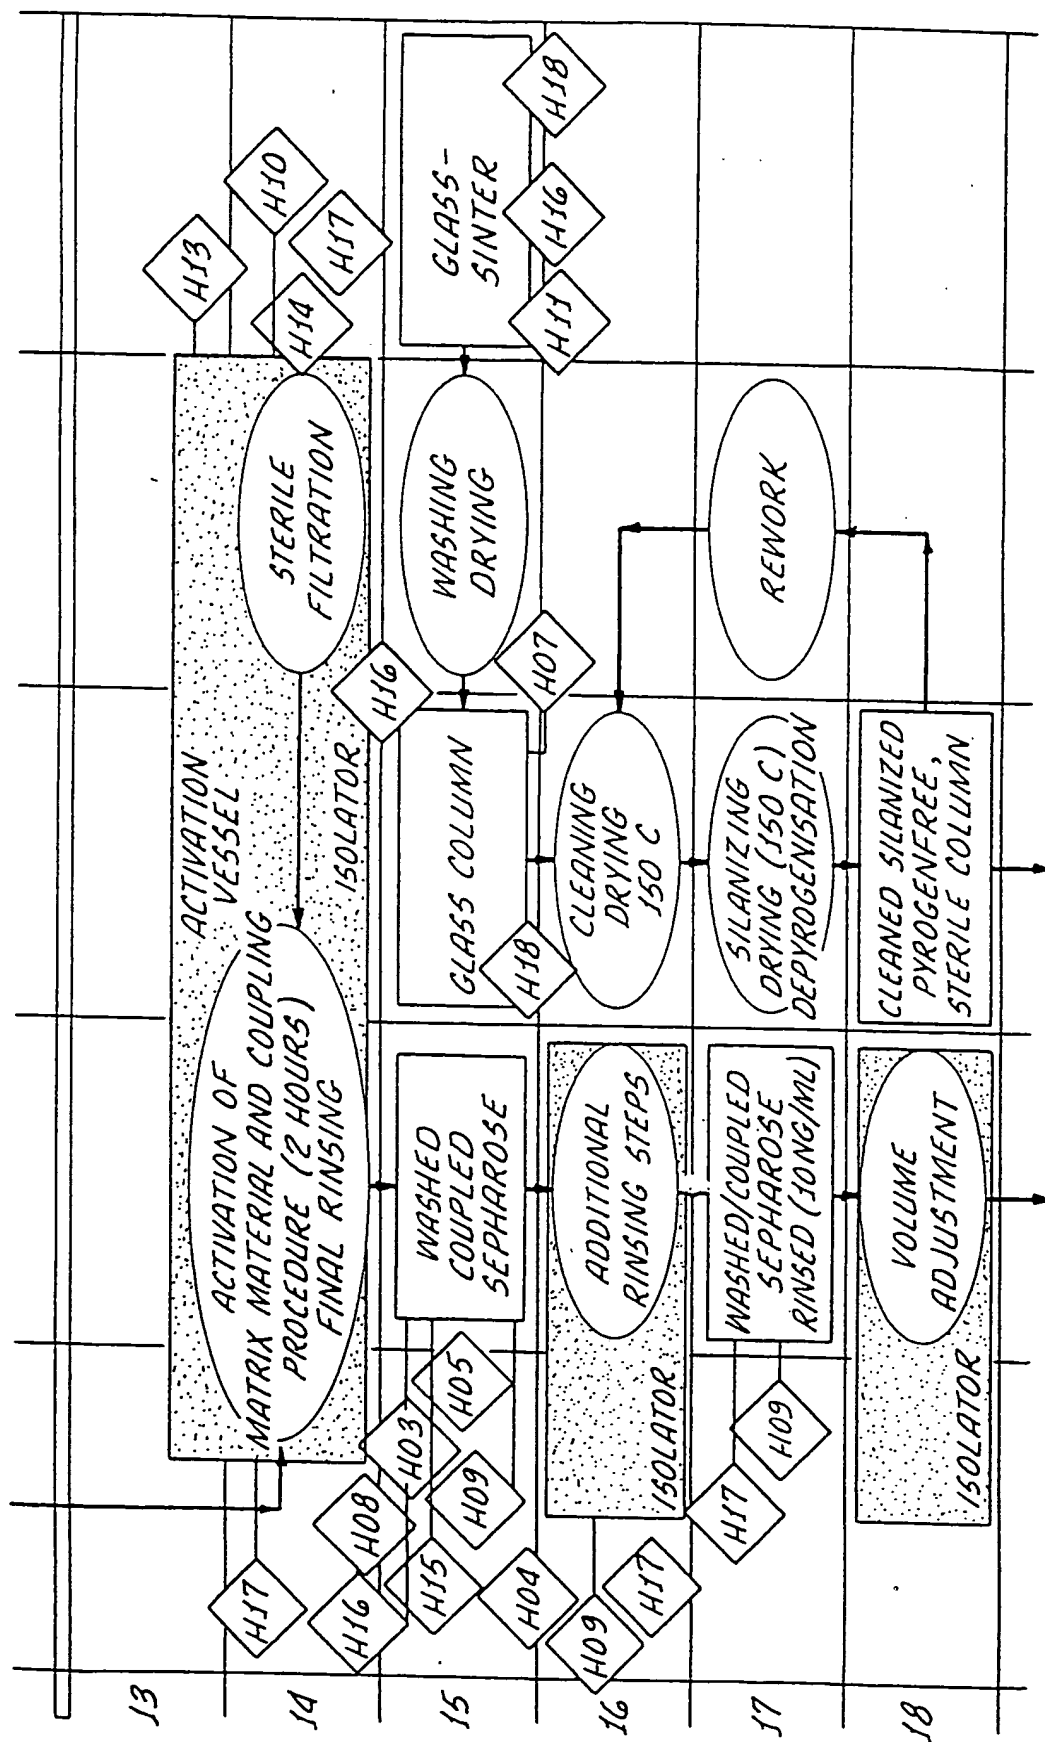 13
ACTIVATION
VESSEL
H13
14
H17
ACTIVATION OF
MATRIX MATERIAL AND COUPLING
PROCEDURE (2 HOURS)
FINAL RINSING
ISOLATOR
STERILE
FILTRATION
H14
H10
H17
15
H16
H08
H03
H15
H09
H05
H04
WASHED
COUPLED
SEPHAROSE
H18
GLASS COLUMN
H16
H07
WASHING
DRYING
GLASS-
SINTER
H11
H16
H18
16
H09
H17
ISOLATOR
ADDITIONAL
RINSING STEPS
CLEANING
DRYING
150 C
17
H17
H09
WASHED/COUPLED
SEPHAROSE
RINSED (10NG/ML)
SILANIZING
DRYING (150 C)
DEPYROGENISATION
REWORK
18
ISOLATOR
VOLUME
ADJUSTMENT
CLEANED SILANIZED
PYROGENFREE,
STERILE COLUMN